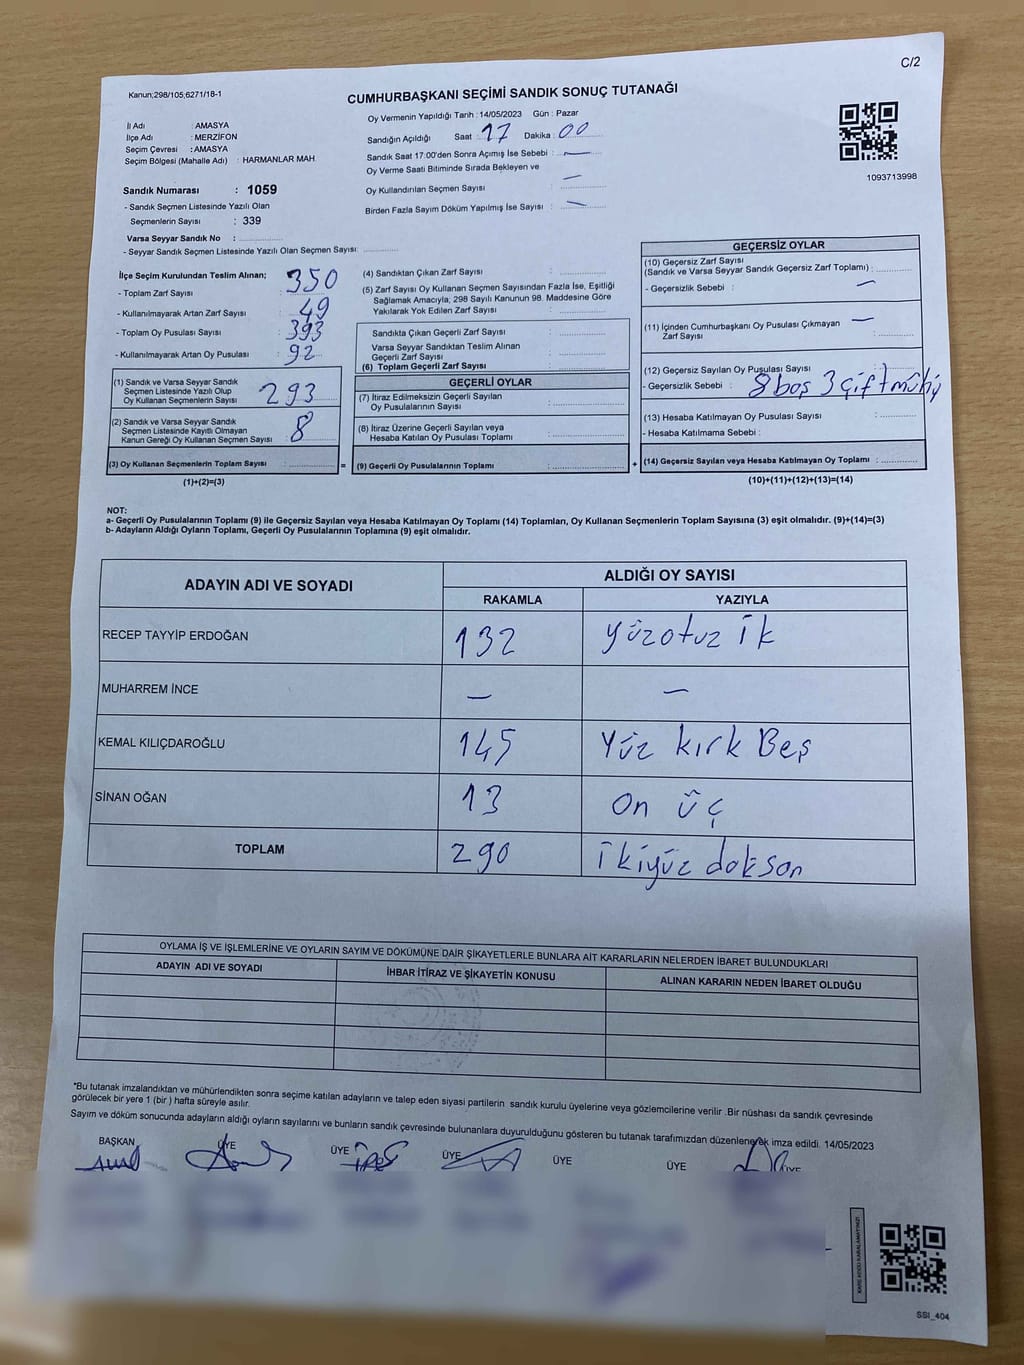 C/2
Kanun;298/105;6271/18-1
CUMHURBAŞKANI SEÇİMİ SANDIK SONUÇ TUTANAĞI
Oy Vermenin Yapıldığı Tarih :14/05/2023 Gün : Pazar
Sandığın Açıldığı Saat : 17 Dakika : 00
Sandık Saat 17:00'den Sonra Açımış İse Sebebi : —
Oy Verme Saati Bitiminde Sırada Bekleyen ve
Oy Kullandırılan Seçmen Sayısı : —
Birden Fazla Sayım Döküm Yapılmış İse Sayısı : —
1093713998
İl Adı : AMASYA
İlçe Adı : MERZİFON
Seçim Çevresi : AMASYA
Seçim Bölgesi (Mahalle Adı) : HARMANLAR MAH.
Sandık Numarası : 1059
- Sandık Seçmen Listesinde Yazılı Olan
Seçmenlerin Sayısı : 339
Varsa Seyyar Sandık No :
- Seyyar Sandık Seçmen Listesinde Yazılı Olan Seçmen Sayısı:
İlçe Seçim Kurulundan Teslim Alınan;
- Toplam Zarf Sayısı : 350
- Kullanılmayarak Artan Zarf Sayısı : 49
- Toplam Oy Pusulası Sayısı : 393
- Kullanılmayarak Artan Oy Pusulası : 92
(1) Sandık ve Varsa Seyyar Sandık
Seçmen Listesinde Yazılı Olup
Oy Kullanan Seçmenlerin Sayısı : 293
(2) Sandık ve Varsa Seyyar Sandık
Seçmen Listesinde Kayıtlı Olmayan
Kanun Gereği Oy Kullanan Seçmen Sayısı : 8
(3) Oy Kullanan Seçmenlerin Toplam Sayısı :
(1)+(2)=(3)
(4) Sandıktan Çıkan Zarf Sayısı :
(5) Zarf Sayısı Oy Kullanan Seçmen Sayısından Fazla İse, Eşitliği
Sağlamak Amacıyla, 298 Sayılı Kanunun 98. Maddesine Göre
Yakılarak Yok Edilen Zarf Sayısı :
Sandıkta Çıkan Geçerli Zarf Sayısı :
Varsa Seyyar Sandıktan Teslim Alınan
Geçerli Zarf Sayısı :
(6) Toplam Geçerli Zarf Sayısı :
GEÇERLİ OYLAR
(7) İtiraz Edilmeksizin Geçerli Sayılan
Oy Pusulalarının Sayısı :
(8) İtiraz Üzerine Geçerli Sayılan veya
Hesaba Katılan Oy Pusulası Toplamı :
= (9) Geçerli Oy Pusulalarının Toplamı :
GEÇERSİZ OYLAR
(10) Geçersiz Zarf Sayısı
(Sandık ve Varsa Seyyar Sandık Geçersiz Zarf Toplamı) :
- Geçersizlik Sebebi : —
(11) İçinden Cumhurbaşkanı Oy Pusulası Çıkmayan —
Zarf Sayısı :
(12) Geçersiz Sayılan Oy Pusulası Sayısı
- Geçersizlik Sebebi : 8 boş 3 çift
(13) Hesaba Katılmayan Oy Pusulası Sayısı :
- Hesaba Katılmama Sebebi :
+ (14) Geçersiz Sayılan veya Hesaba Katılmayan Oy Toplamı :
(10)+(11)+(12)+(13)=(14)
NOT:
a- Geçerli Oy Pusulalarının Toplamı (9) ile Geçersiz Sayılan veya Hesaba Katılmayan Oy Toplamı (14) Toplamları, Oy Kullanan Seçmenlerin Toplam Sayısına (3) eşit olmalıdır. (9)+(14)=(3)
b- Adayların Aldığı Oyların Toplamı, Geçerli Oy Pusulalarının Toplamına (9) eşit olmalıdır.
ADAYIN ADI VE SOYADI ALDIĞI OY SAYISI
RAKAMLA YAZIYLA
RECEP TAYYİP ERDOĞAN 132 yüzotuz ik
MUHARREM İNCE — —
KEMAL KILIÇDAROĞLU 145 Yüz kırk Beş
SİNAN OĞAN 13 On üç
TOPLAM 290 ikiyüz dokson
OYLAMA İŞ VE İŞLEMLERİNE VE OYLARIN SAYIM VE DÖKÜMÜNE DAİR ŞİKAYETLERLE BUNLARA AİT KARARLARIN NELERDEN İBARET BULUNDUKLARI
ADAYIN ADI VE SOYADI İHBAR İTİRAZ VE ŞİKAYETİN KONUSU ALINAN KARARIN NEDEN İBARET OLDUĞU
*Bu tutanak imzalandıktan ve mühürlendikten sonra seçime katılan adayların ve talep eden siyasi partilerin sandık kurulu üyelerine veya gözlemcilerine verilir .Bir nüshası da sandık çevresinde
görülecek bir yere 1 (bir ) hafta süreyle asılır.
Sayım ve döküm sonucunda adayların aldığı oyların sayılarını ve bunların sandık çevresinde bulunanlara duyurulduğunu gösteren bu tutanak tarafımızdan düzenlenerek imza edildi. 14/05/2023
BAŞKAN ÜYE ÜYE ÜYE ÜYE ÜYE ÜYE
SSI_404